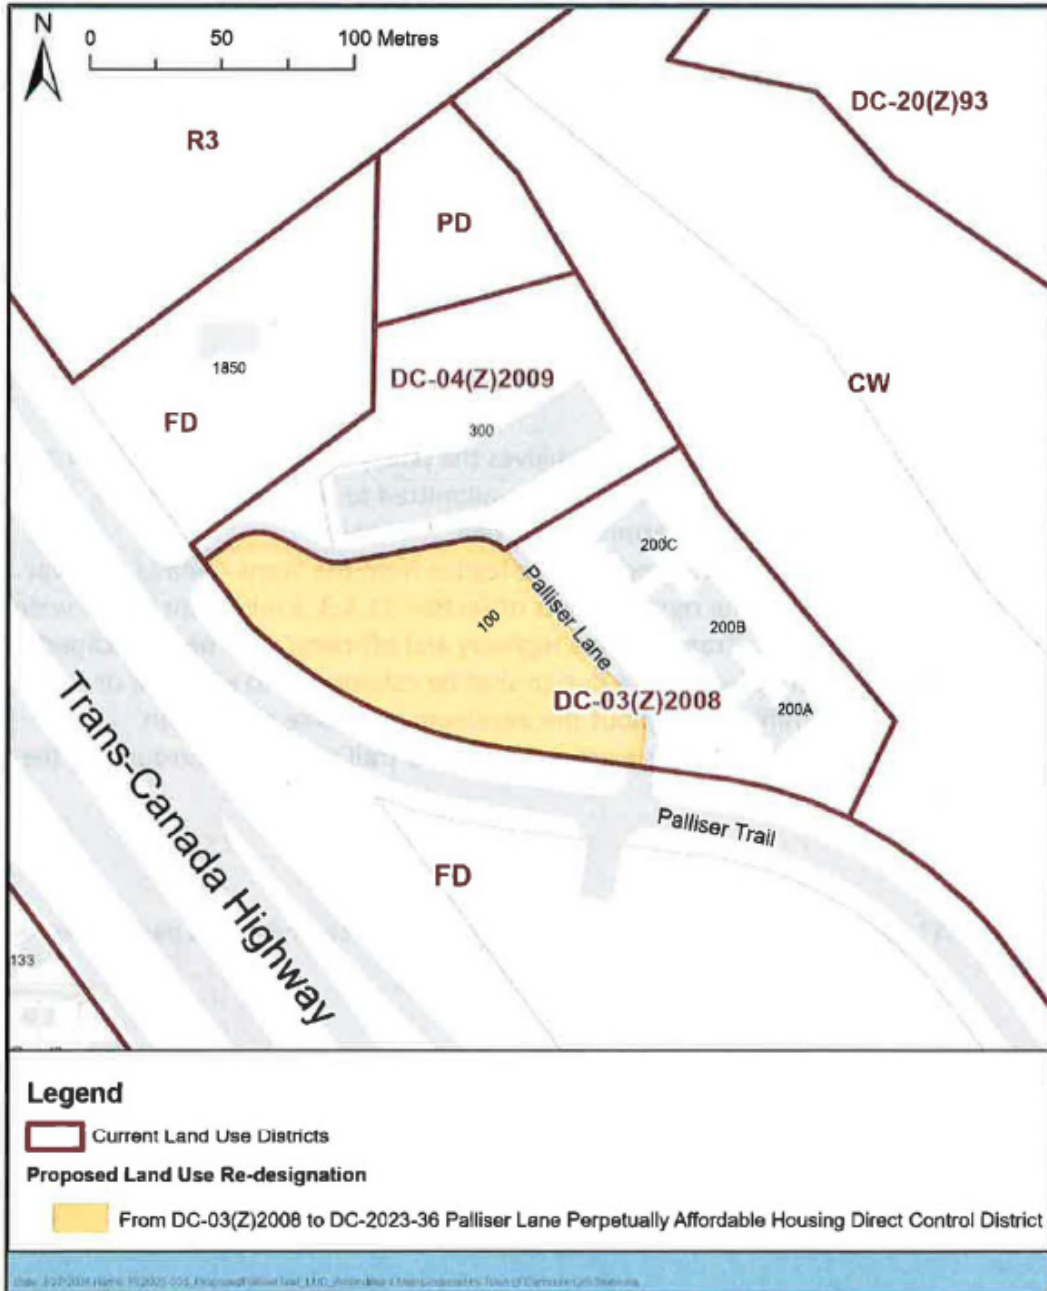 N
0 50 100 Metres
R3
DC-20(Z)93
PD
1850
DC-04(Z)2009
CW
FD
300
200C
Palliser Lane
100
200B
DC-03(Z)2008
200A
Trans-Canada Highway
Palliser Trail
FD
133
Legend
Current Land Use Districts
Proposed Land Use Re-designation
From DC-03(Z)2008 to DC-2023-36 Palliser Lane Perpetually Affordable Housing Direct Control District